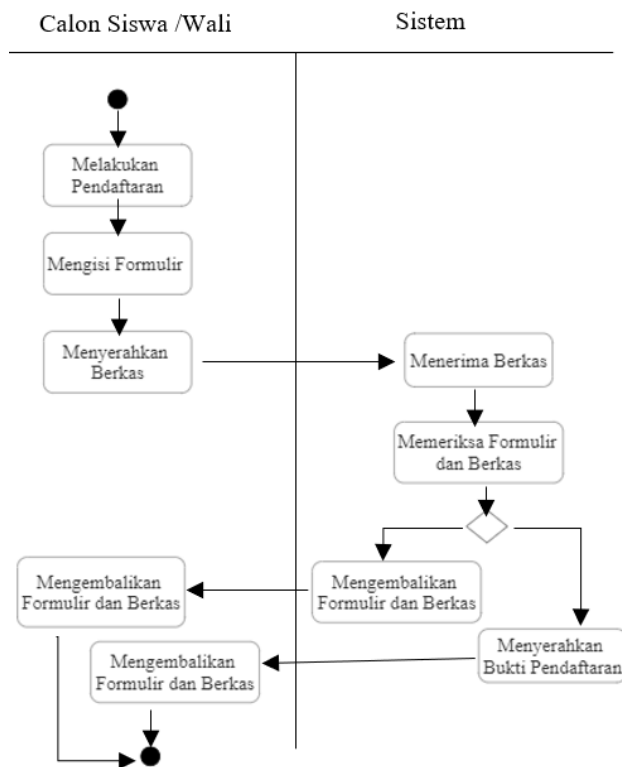 Calon Siswa /Wali
Sistem
Melakukan
Pendaftaran
Mengisi Formulir
Menyerahkan
Berkas
Menerima Berkas
Memeriksa Formulir
dan Berkas
Mengembalikan
Formulir dan Berkas
Mengembalikan
Formulir dan Berkas
Menyerahkan
Bukti Pendaftaran
Mengembalikan
Formulir dan Berkas